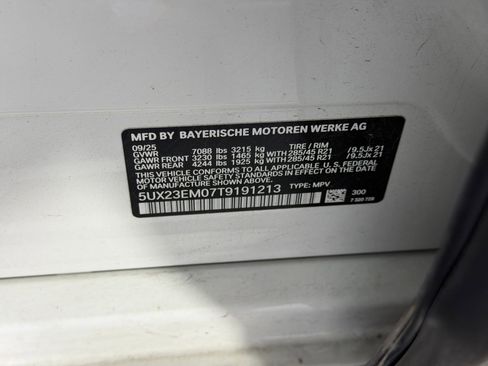 MFD BY BAYERISCHE MOTOREN WERKE AG
09/25 TIRE / RIM
GVWR 7088 lbs 3215 kg
GAWR FRONT 3230 lbs 1465 kg WITH 285/45 R21 /9.5Jx 21
GAWR REAR 4244 lbs 1925 kg WITH 285/45 R21 /9.5Jx 21
THIS VEHICLE CONFORMS TO ALL APPLICABLE U.S. FEDERAL
MOTOR VEHICLE SAFETY STANDARDS IN EFFECT ON THE DATE
OF MANUFACTURE SHOWN ABOVE.
5UX23EM07T9191213 TYPE: MPV
300